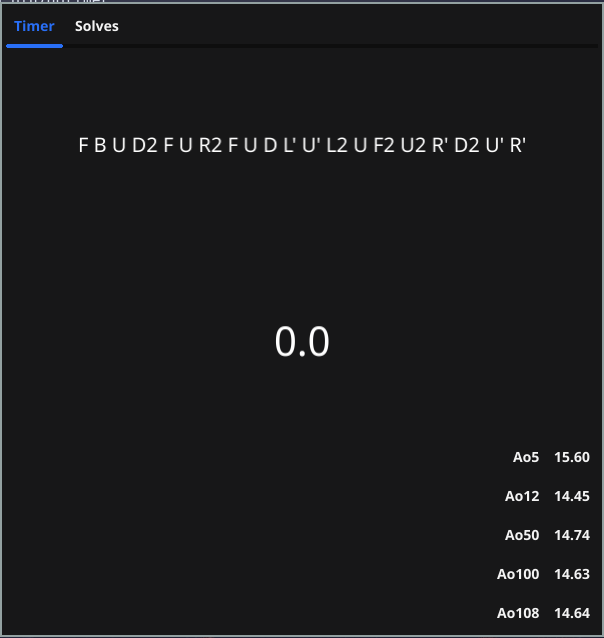 Timer Solves
F B U D2 F U R2 F U D L' U' L2 U F2 U2 R' D2 U' R'
0.0
Ao5 15.60
Ao12 14.45
Ao50 14.74
Ao100 14.63
Ao108 14.64